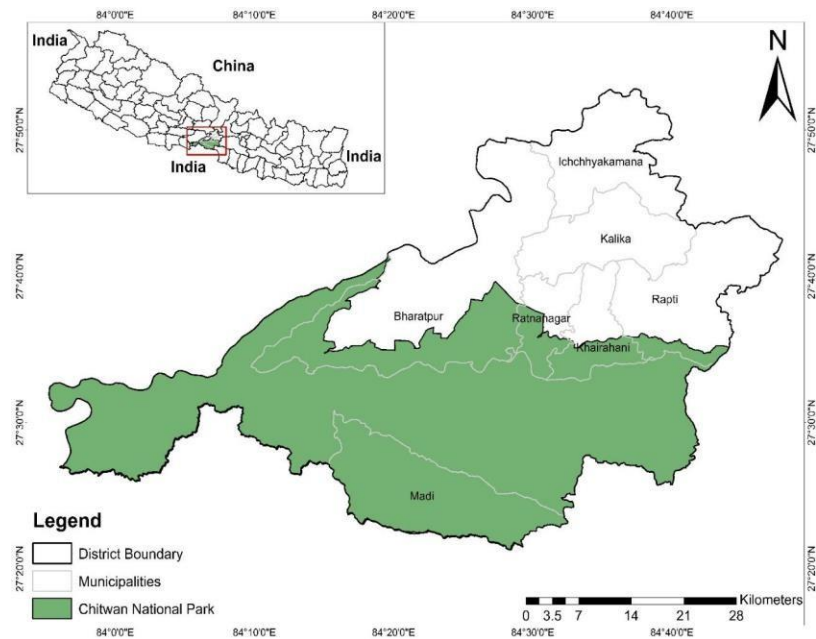 84°0'0"E 84°10'0"E 84°20'0"E 84°30'0"E 84°40'0"E
India
China
India
India
N
27°50'0"N 27°50'0"N
Ichchhyakamana
Kalika
27°40'0"N 27°40'0"N
Rapti
Bharatpur
Ratnanagar
Khairahani
27°30'0"N 27°30'0"N
Madi
Legend
District Boundary
Municipalities
Chitwan National Park
27°20'0"N 27°20'0"N
Kilometers
0 3.5 7 14 21 28
84°0'0"E 84°10'0"E 84°20'0"E 84°30'0"E 84°40'0"E